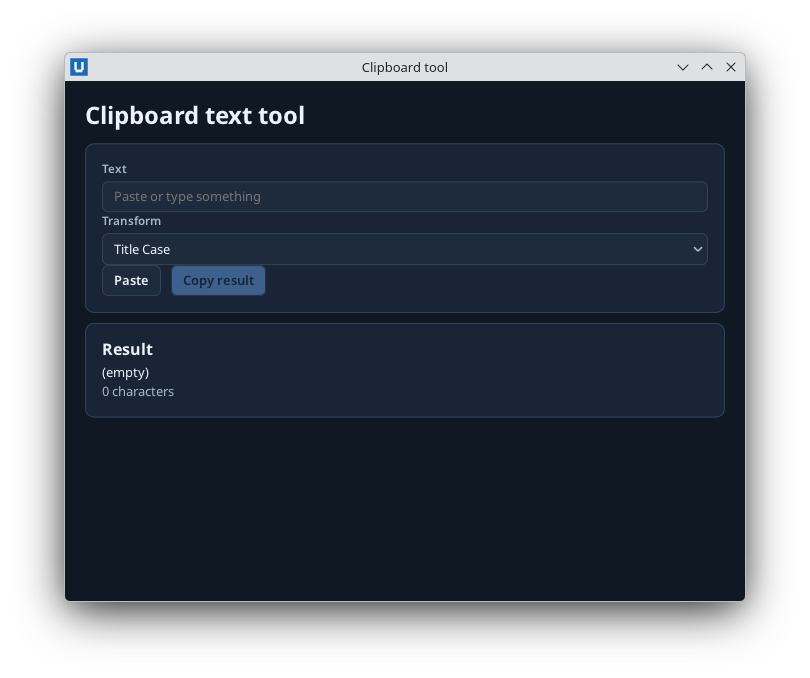 Clipboard tool
Clipboard text tool
Text
Paste or type something
Transform
Title Case
Paste Copy result
Result
(empty)
0 characters